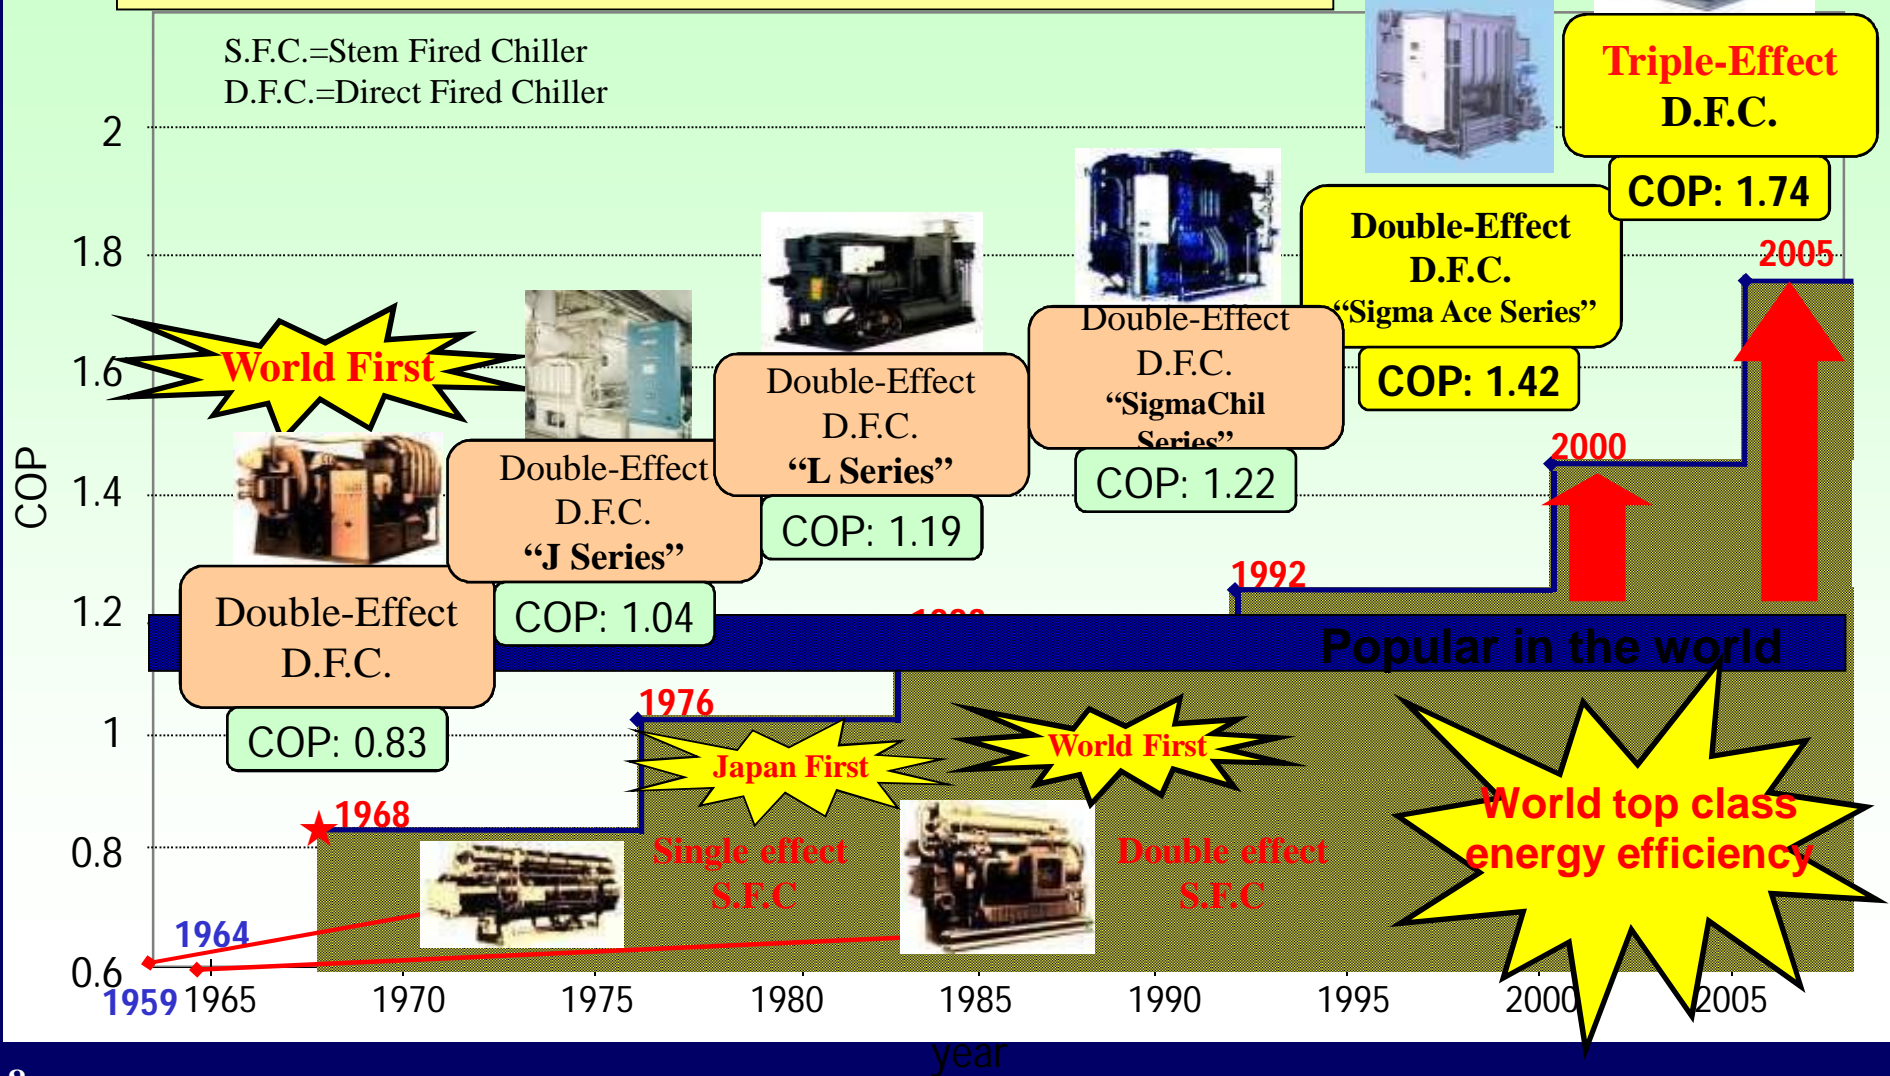 S.F.C.=Stem Fired Chiller
D.F.C.=Direct Fired Chiller
Triple-Effect
D.F.C.
COP: 1.74
2005
Double-Effect
D.F.C.
“Sigma Ace Series”
COP: 1.42
2000
Double-Effect
D.F.C.
“SigmaChil
Series”
COP: 1.22
1992
Double-Effect
D.F.C.
“L Series”
COP: 1.19
World First
Double-Effect
D.F.C.
“J Series”
COP: 1.04
1976
Double-Effect
D.F.C.
COP: 0.83
1968
Popular in the world
Japan First
World First
Single effect
S.F.C
Double effect
S.F.C
World top class
energy efficiency
COP
2
1.8
1.6
1.4
1.2
1
0.8
0.6
1964
1959
1965
1970
1975
1980
1985
1990
1995
2000
2005
year